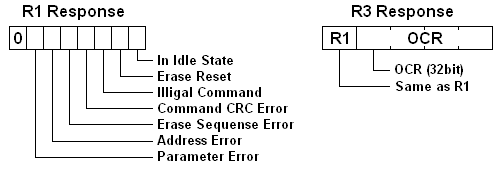 R1 Response
0
In Idle State
Erase Reset
Illigal Command
Command CRC Error
Erase Sequense Error
Address Error
Parameter Error
R3 Response
R1 OCR
OCR (32bit)
Same as R1